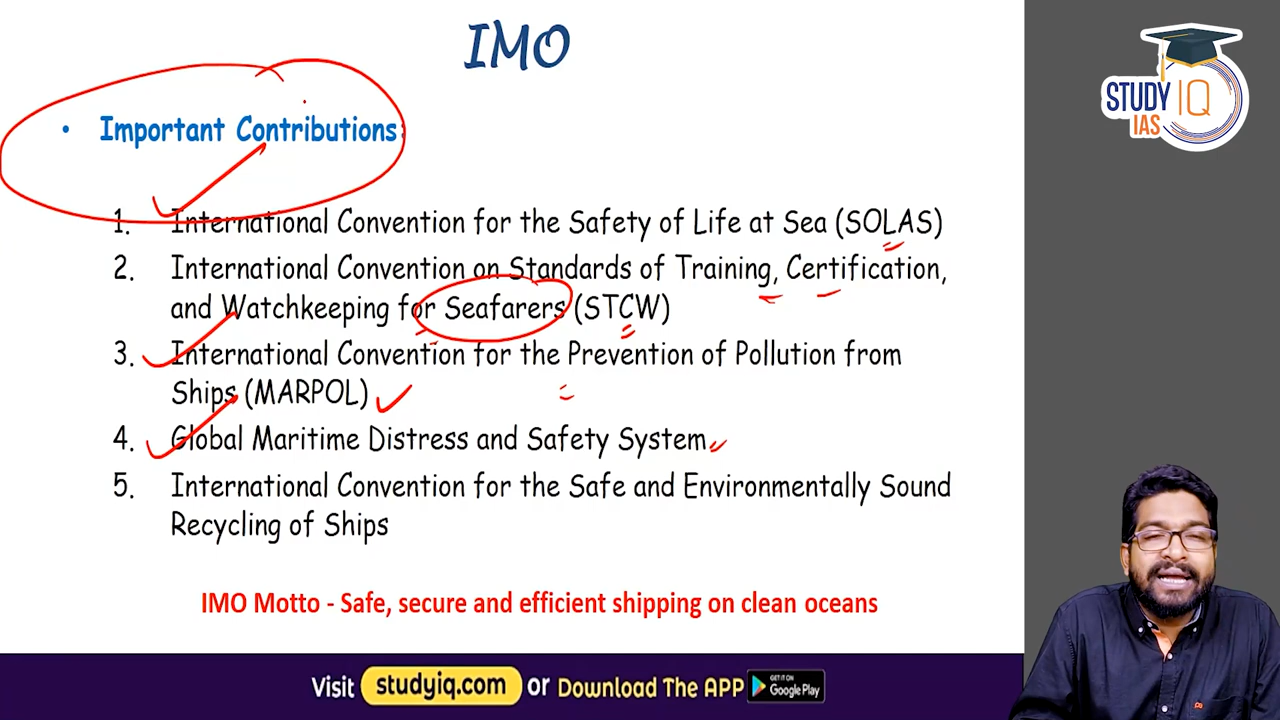 IMO
STUDY IQ
IAS
• Important Contributions:
1. International Convention for the Safety of Life at Sea (SOLAS)
2. International Convention on Standards of Training, Certification,
and Watchkeeping for Seafarers (STCW)
3. International Convention for the Prevention of Pollution from
Ships (MARPOL)
4. Global Maritime Distress and Safety System
5. International Convention for the Safe and Environmentally Sound
Recycling of Ships
IMO Motto - Safe, secure and efficient shipping on clean oceans
Visit studyiq.com or Download The APP GET IT ON Google Play